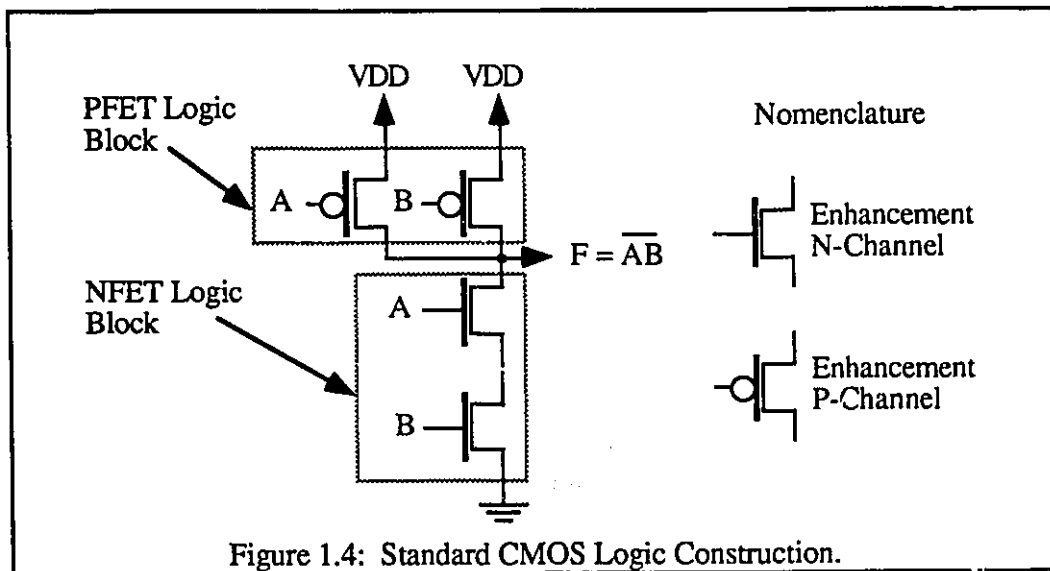 VDD VDD
PFET Logic
Block
Nomenclature
A B
Enhancement
N-Channel
F = A̅B̅
NFET Logic
Block
A
Enhancement
P-Channel
B
Figure 1.4: Standard CMOS Logic Construction.